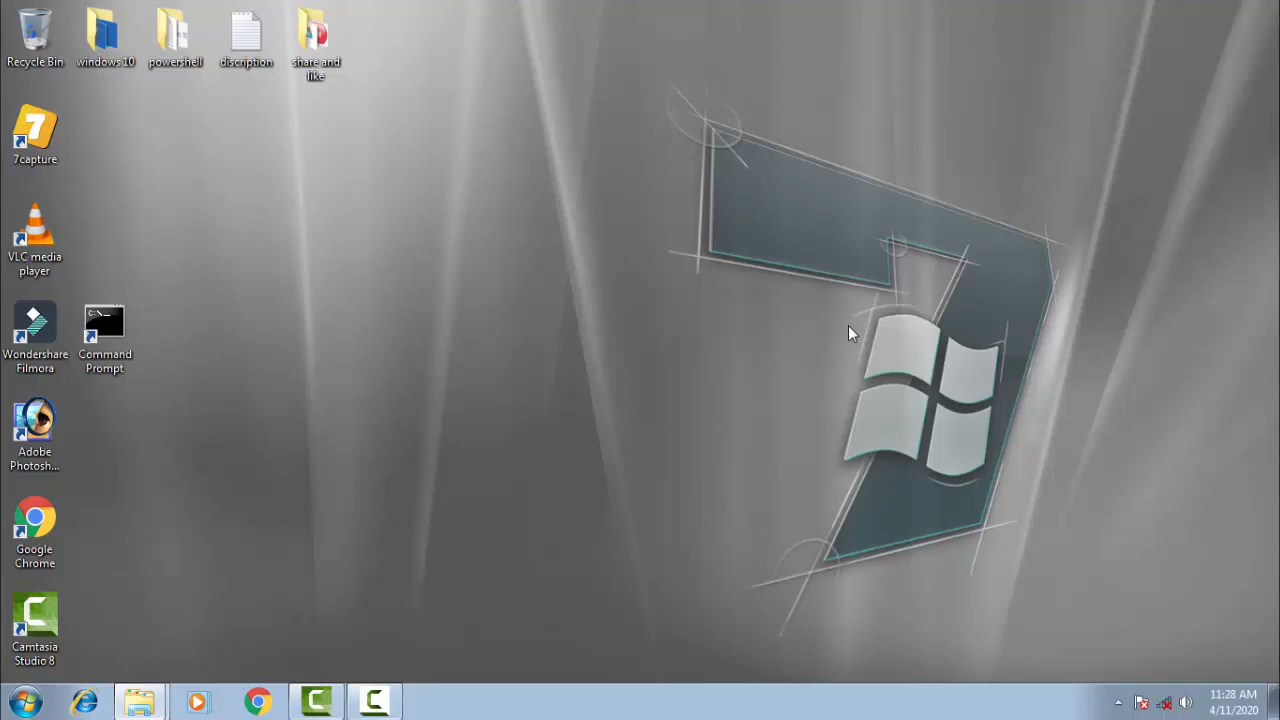 Recycle Bin
windows 10
powershell
discription
share and
like
7
7capture
VLC media
player
Wondershare
Filmora
C:\_
Command
Prompt
Adobe
Photosh...
Google
Chrome
Camtasia
Studio 8
11:28 AM
4/11/2020